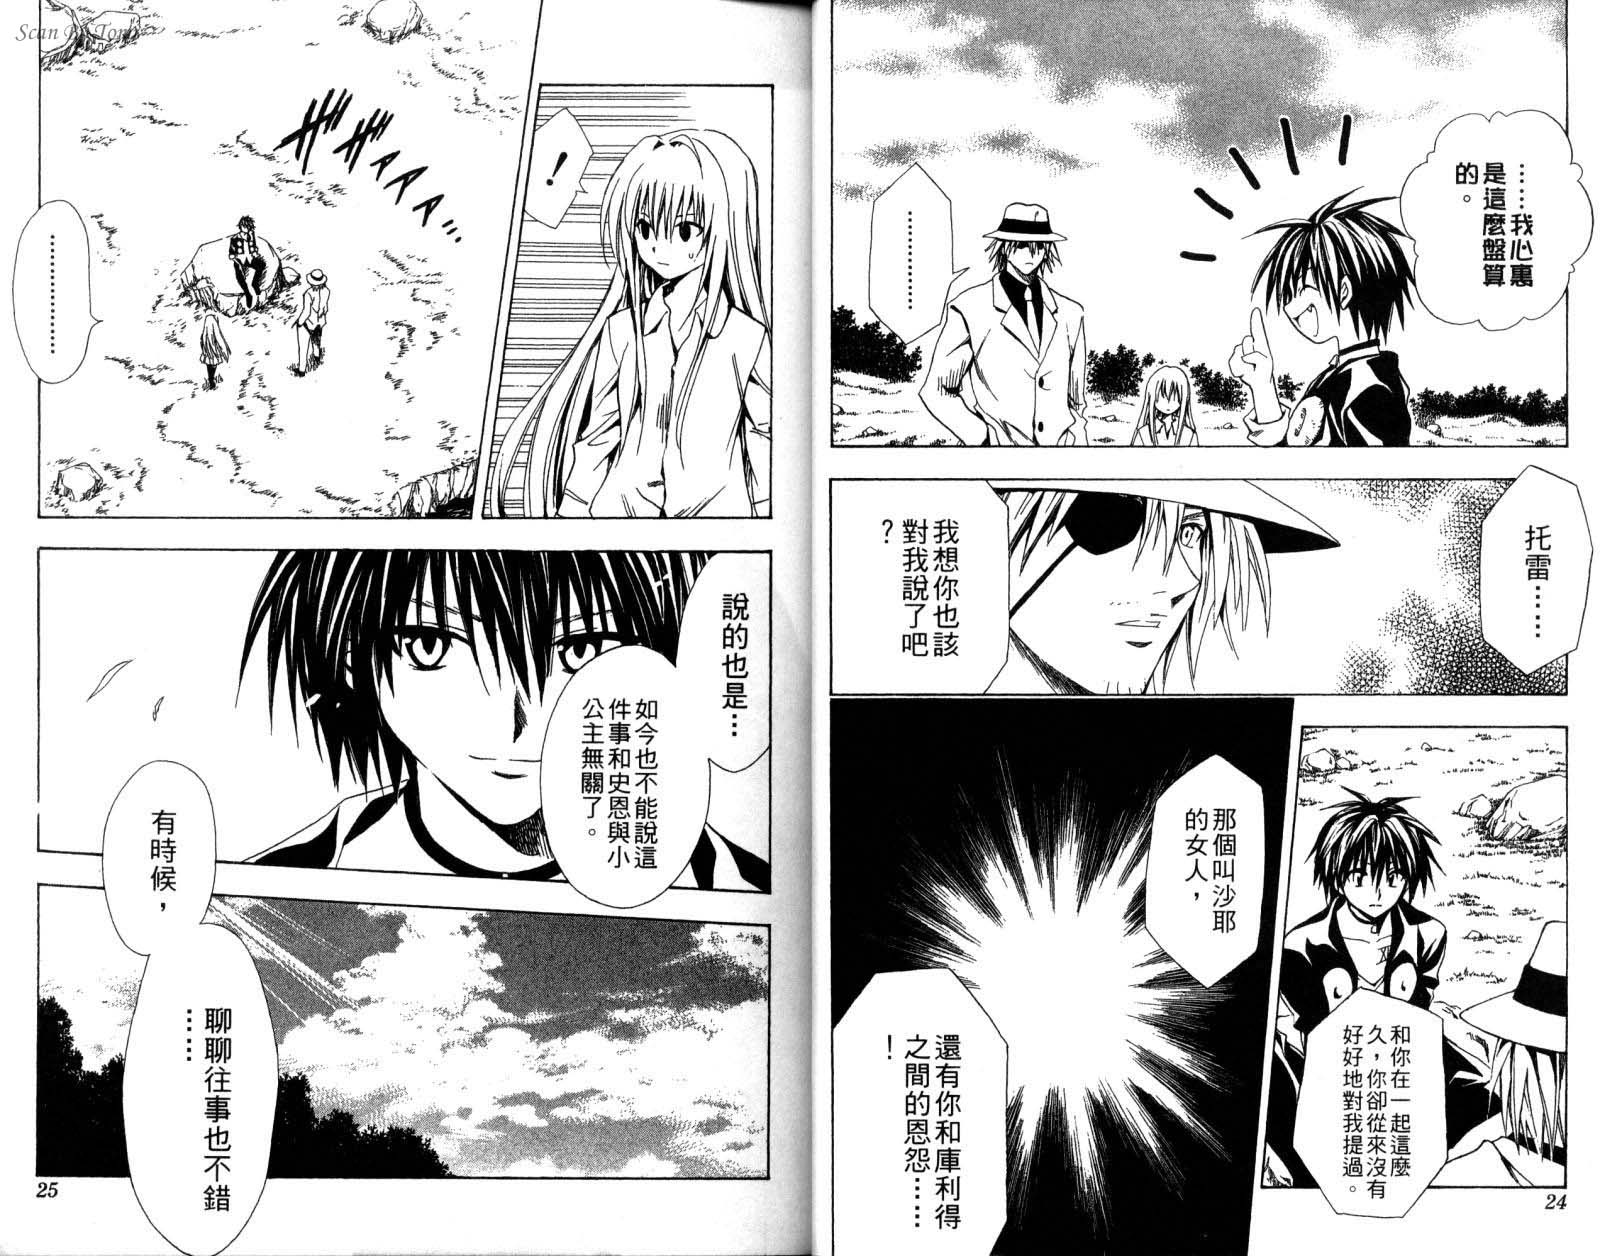 ……我心裏
是這麼盤算
的。
…………
托雷……
我想你也該
對我說了吧
？
和你在一起這麼
久，你卻從來沒有
好好地對我提過。
那個叫沙耶
的女人，
還有你和庫利得
之間的恩怨……
！
24
！
…………
說的也是…
如今也不能說這
件事和史恩與小
公主無關了。
有時候，
聊聊往事也不錯
……
25